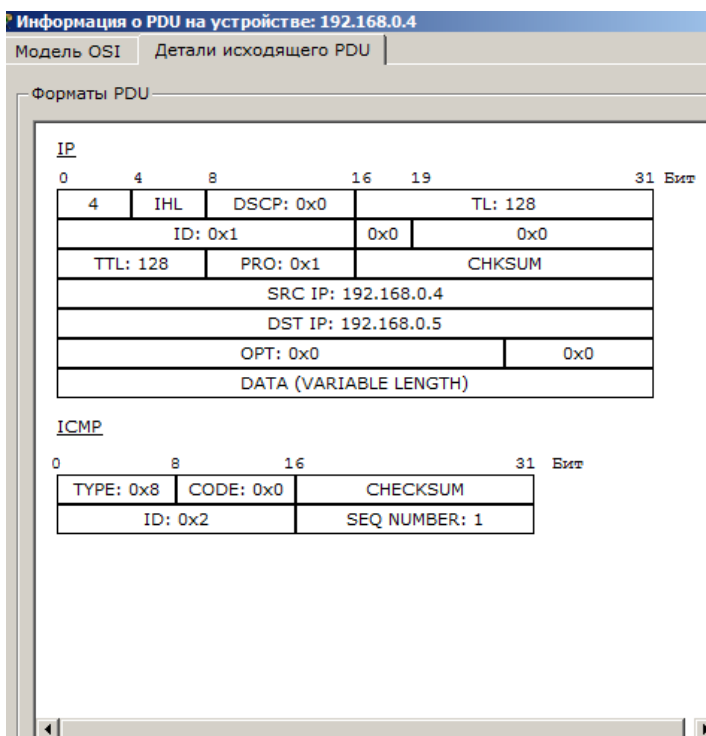 Информация о PDU на устройстве: 192.168.0.4
Модель OSI Детали исходящего PDU
Форматы PDU
IP
0 4 8 16 19 31 Бит
4 IHL DSCP: 0x0 TL: 128
ID: 0x1 0x0 0x0
TTL: 128 PRO: 0x1 CHKSUM
SRC IP: 192.168.0.4
DST IP: 192.168.0.5
OPT: 0x0 0x0
DATA (VARIABLE LENGTH)
ICMP
0 8 16 31 Бит
TYPE: 0x8 CODE: 0x0 CHECKSUM
ID: 0x2 SEQ NUMBER: 1